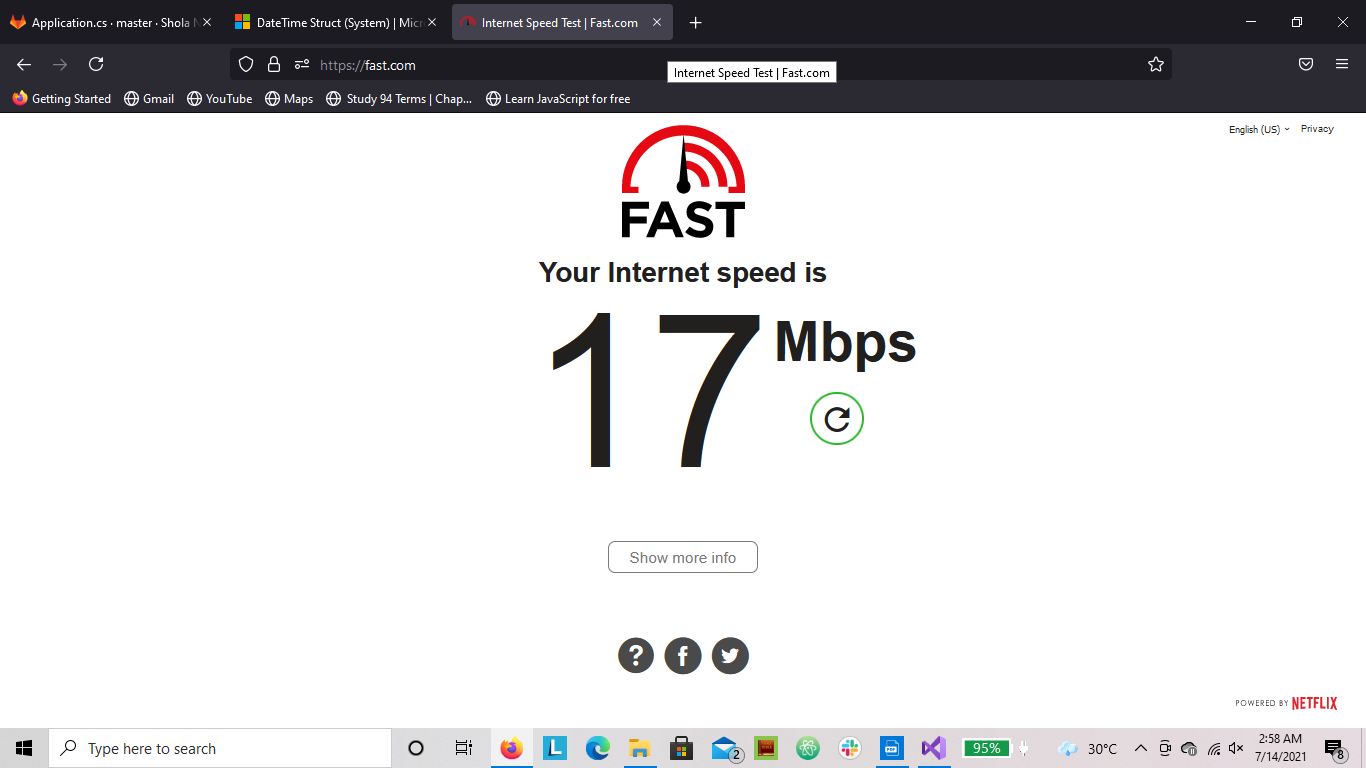 Application.cs · master · Shola N
DateTime Struct (System) | Micr
Internet Speed Test | Fast.com
https://fast.com
Internet Speed Test | Fast.com
Getting Started
Gmail
YouTube
Maps
Study 94 Terms | Chap...
Learn JavaScript for free
English (US)
Privacy
FAST
Your Internet speed is
17 Mbps
Show more info
?
f
POWERED BY NETFLIX
Type here to search
L
2
95%
30°C
2:58 AM
7/14/2021
8